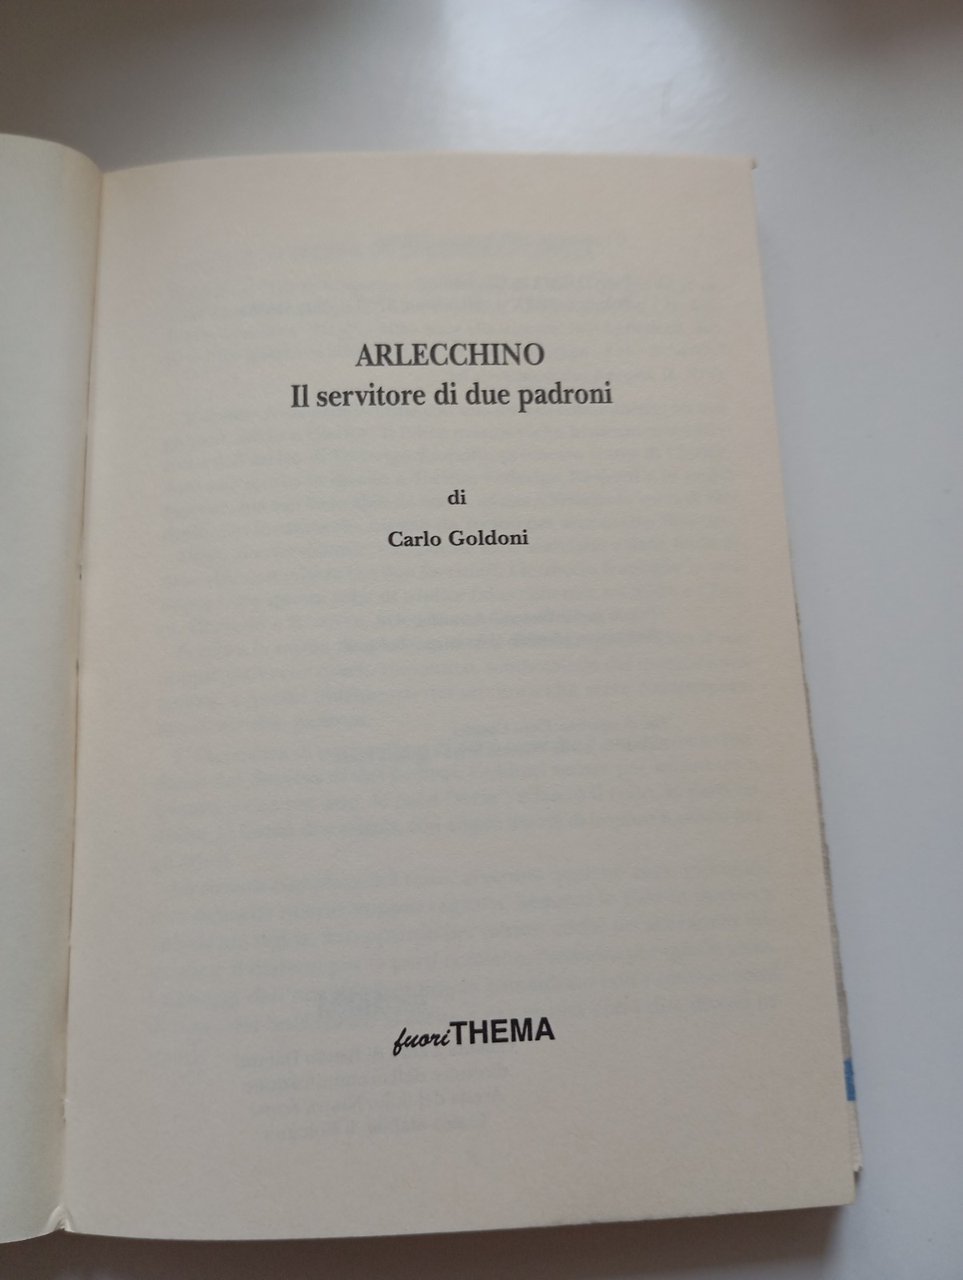 ARLECCHINO
Il servitore di due padroni
di
Carlo Goldoni
fuoriTHEMA